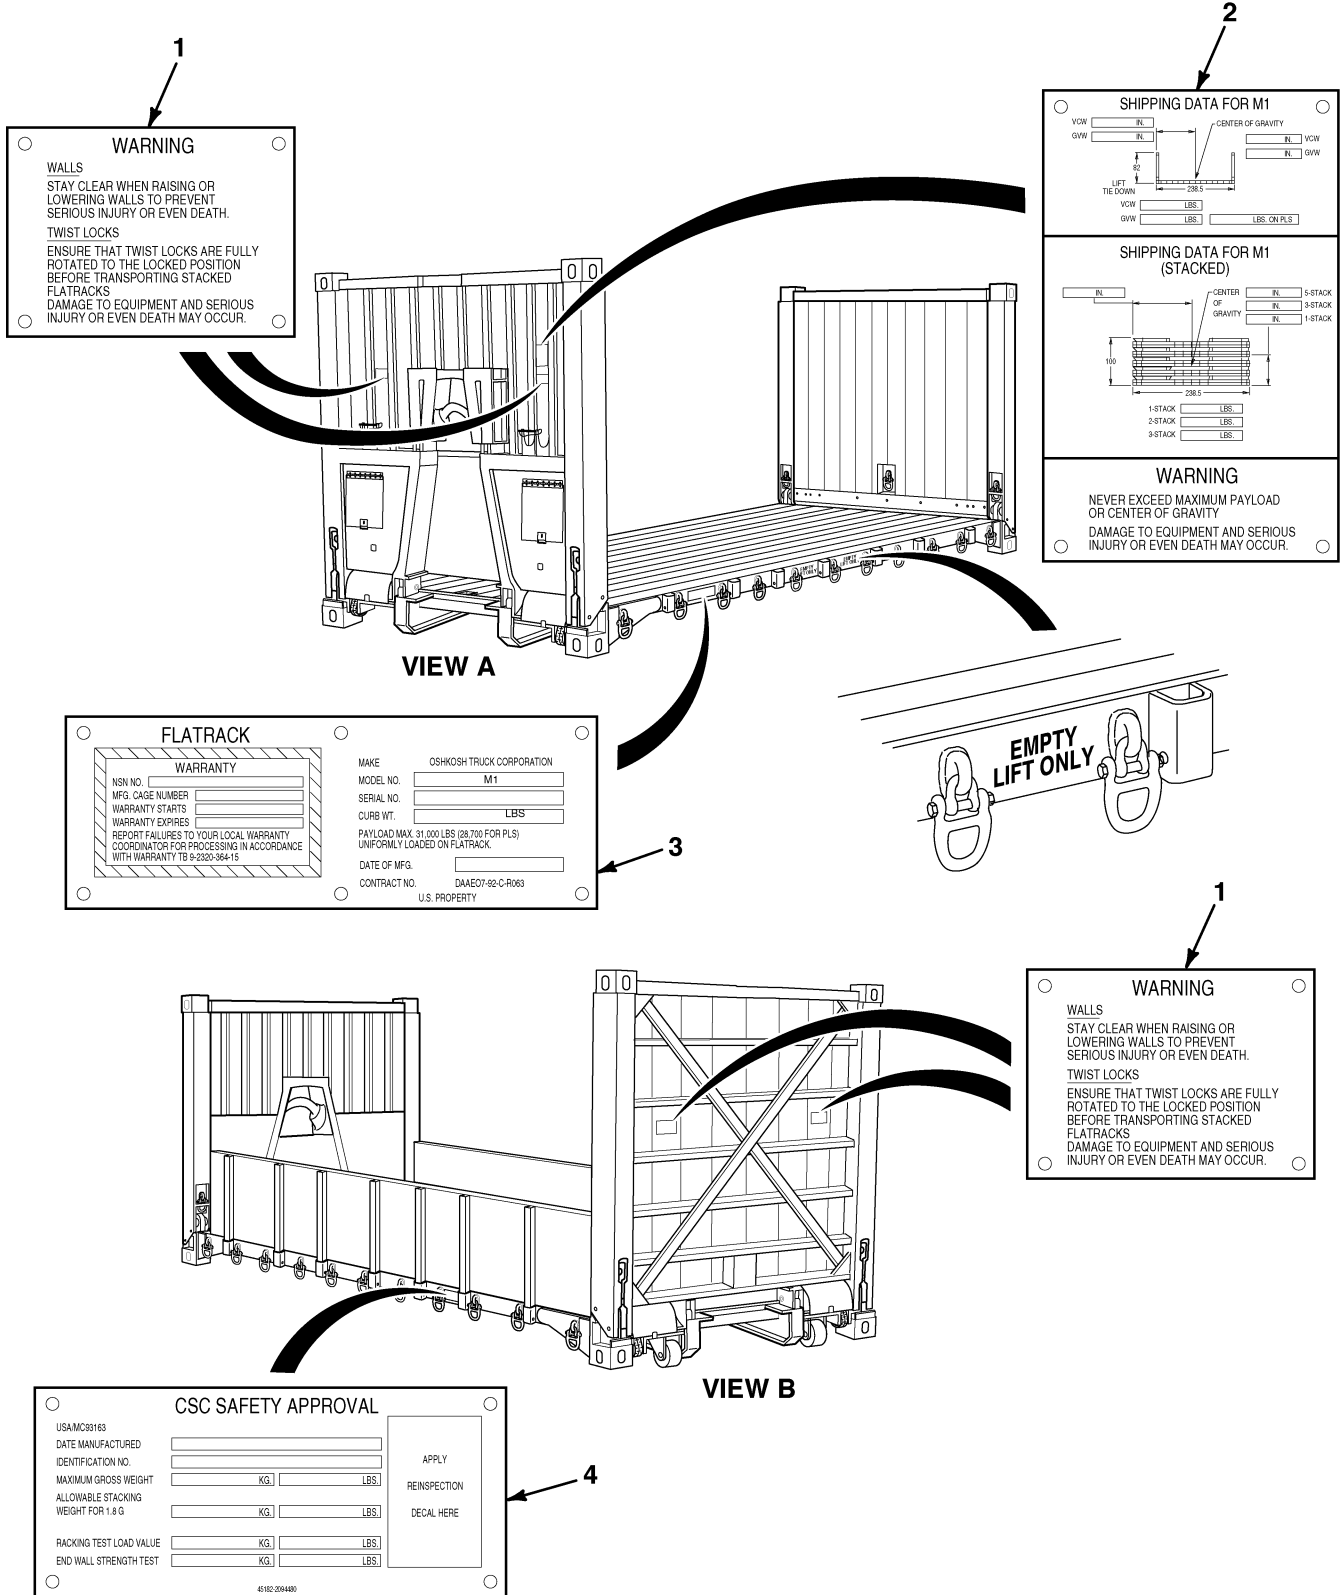 1
WARNING
WALLS
STAY CLEAR WHEN RAISING OR
LOWERING WALLS TO PREVENT
SERIOUS INJURY OR EVEN DEATH.
TWIST LOCKS
ENSURE THAT TWIST LOCKS ARE FULLY
ROTATED TO THE LOCKED POSITION
BEFORE TRANSPORTING STACKED
FLATRACKS
DAMAGE TO EQUIPMENT AND SERIOUS
INJURY OR EVEN DEATH MAY OCCUR.
2
SHIPPING DATA FOR M1
VCW IN.
GVW IN.
CENTER OF GRAVITY
IN. VCW
IN. GVW
82
LIFT
TIE DOWN
238.5
VCW LBS.
GVW LBS. LBS. ON PLS
SHIPPING DATA FOR M1
(STACKED)
IN.
CENTER
OF
GRAVITY
IN. 5-STACK
IN. 3-STACK
IN. 1-STACK
100
238.5
1-STACK LBS.
2-STACK LBS.
3-STACK LBS.
WARNING
NEVER EXCEED MAXIMUM PAYLOAD
OR CENTER OF GRAVITY
DAMAGE TO EQUIPMENT AND SERIOUS
INJURY OR EVEN DEATH MAY OCCUR.
EMPTY
LIFT ONLY
EMPTY
LIFT ONLY
VIEW A
EMPTY
LIFT ONLY
FLATRACK
WARRANTY
NSN NO.
MFG. CAGE NUMBER
WARRANTY STARTS
WARRANTY EXPIRES
REPORT FAILURES TO YOUR LOCAL WARRANTY
COORDINATOR FOR PROCESSING IN ACCORDANCE
WITH WARRANTY TB 9-2320-364-15
MAKE OSHKOSH TRUCK CORPORATION
MODEL NO. M1
SERIAL NO.
CURB WT. LBS
PAYLOAD MAX. 31,000 LBS (28,700 FOR PLS)
UNIFORMLY LOADED ON FLATRACK.
DATE OF MFG.
CONTRACT NO. DAAEO7-92-C-R063
U.S. PROPERTY
3
1
WARNING
WALLS
STAY CLEAR WHEN RAISING OR
LOWERING WALLS TO PREVENT
SERIOUS INJURY OR EVEN DEATH.
TWIST LOCKS
ENSURE THAT TWIST LOCKS ARE FULLY
ROTATED TO THE LOCKED POSITION
BEFORE TRANSPORTING STACKED
FLATRACKS
DAMAGE TO EQUIPMENT AND SERIOUS
INJURY OR EVEN DEATH MAY OCCUR.
VIEW B
CSC SAFETY APPROVAL
USA/MC93163
DATE MANUFACTURED
IDENTIFICATION NO.
MAXIMUM GROSS WEIGHT KG. LBS.
ALLOWABLE STACKING
WEIGHT FOR 1.8 G KG. LBS.
RACKING TEST LOAD VALUE KG. LBS.
END WALL STRENGTH TEST KG. LBS.
APPLY
REINSPECTION
DECAL HERE
45182-2094480
4